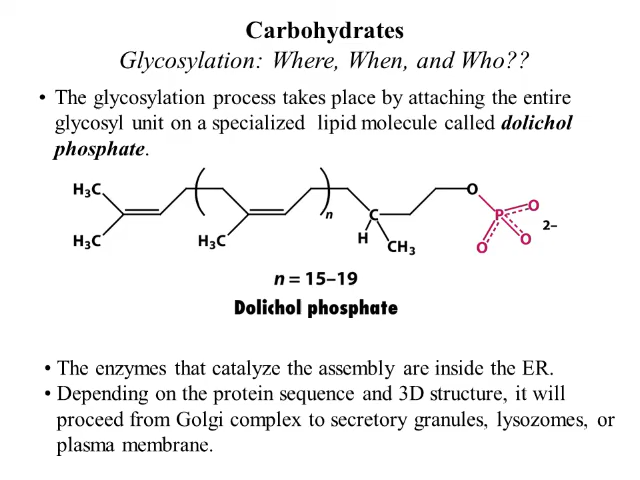 Carbohydrates
Glycosylation: Where, When, and Who??
• The glycosylation process takes place by attaching the entire
glycosyl unit on a specialized lipid molecule called dolichol
phosphate.
H₃C
H₃C
H₃C
n
C
H
CH₃
O
P
O
O
O
2–
n = 15–19
Dolichol phosphate
• The enzymes that catalyze the assembly are inside the ER.
• Depending on the protein sequence and 3D structure, it will
proceed from Golgi complex to secretory granules, lysozomes, or
plasma membrane.